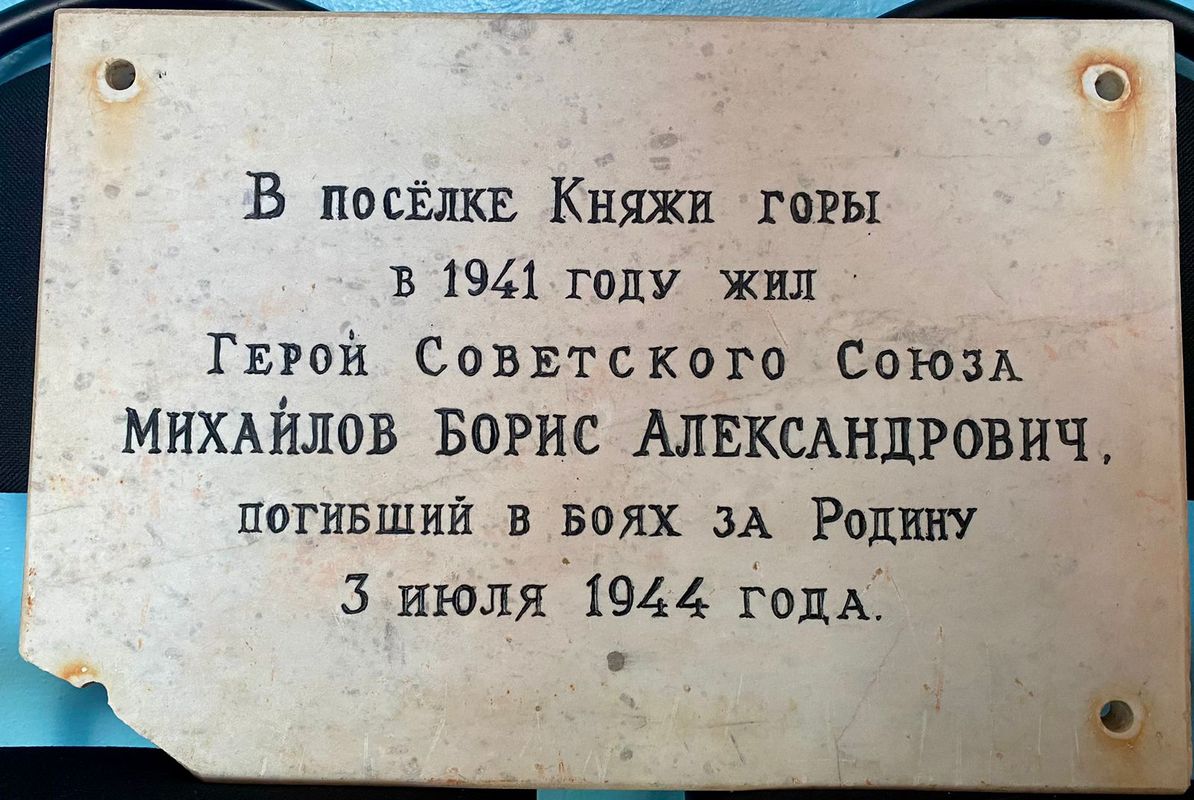 В посёлке Княжи горы
в 1941 году жил
Герой Советского Союза
Михайлов Борис Александрович,
погибший в боях за Родину
3 июля 1944 года.